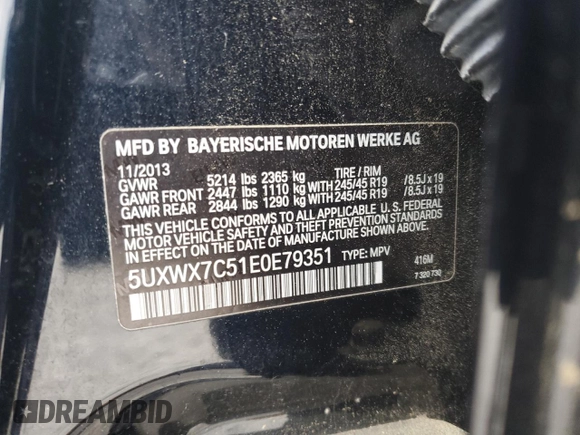 MFD BY BAYERISCHE MOTOREN WERKE AG
11/2013 TIRE / RIM
GVWR 5214 lbs 2365 kg
GAWR FRONT 2447 lbs 1110 kg WITH 245/45 R19 /8.5J x 19
GAWR REAR 2844 lbs 1290 kg WITH 245/45 R19 /8.5J x 19
THIS VEHICLE CONFORMS TO ALL APPLICABLE U. S. FEDERAL
MOTOR VEHICLE SAFETY AND THEFT PREVENTION STANDARDS
IN EFFECT ON THE DATE OF MANUFACTURE SHOWN ABOVE.
5UXWX7C51E0E79351 TYPE: MPV 416M
7 320 730
DREAMBID